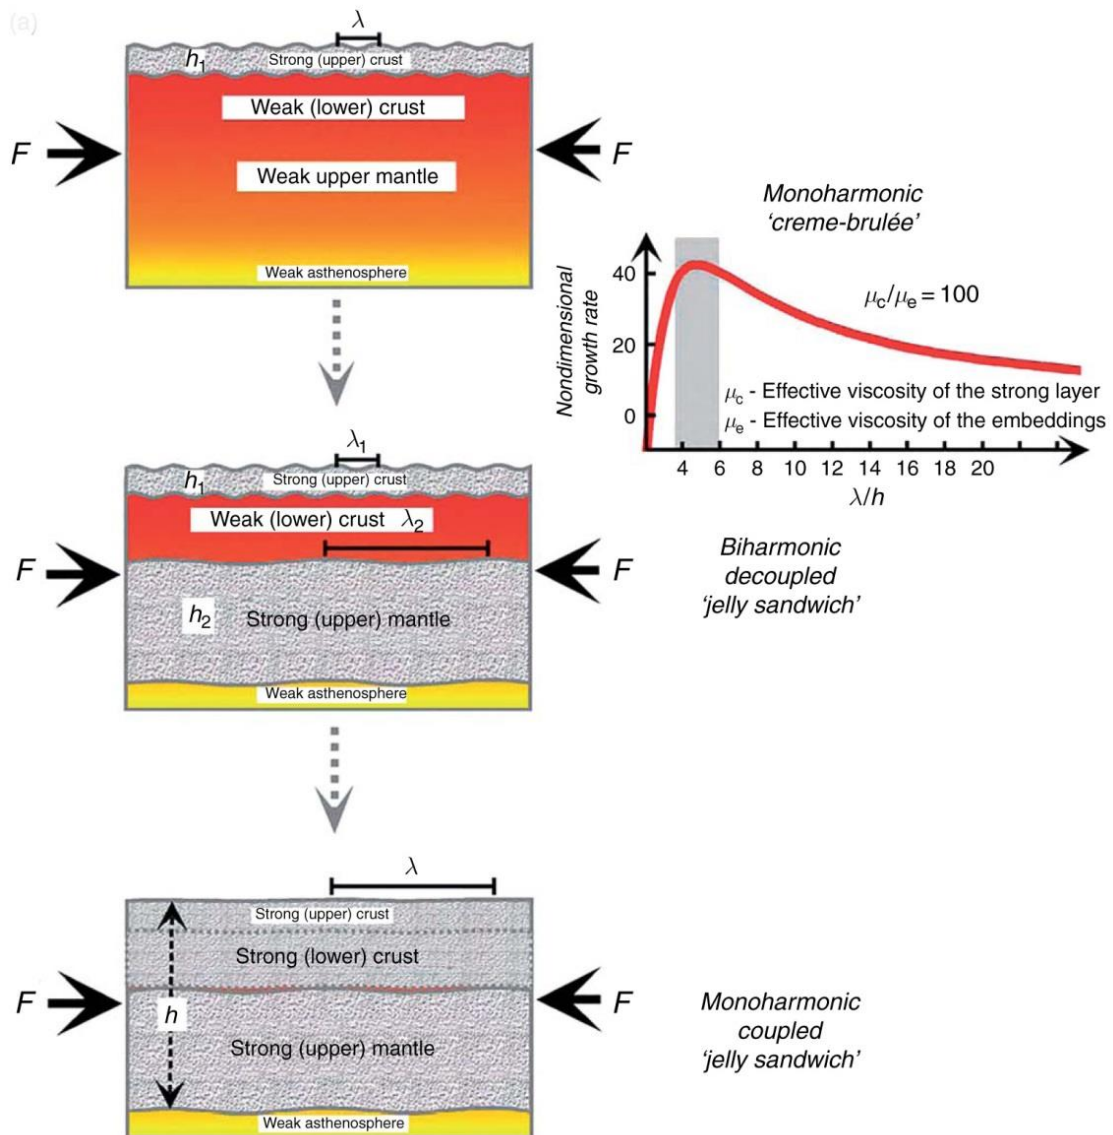 (a)
λ
h1
Strong (upper) crust
Weak (lower) crust
F
F
Weak upper mantle
Weak asthenosphere
Monoharmonic
‘creme-brulée’
Nondimensional
growth rate
40
20
0
μc/μe = 100
μc - Effective viscosity of the strong layer
μe - Effective viscosity of the embeddings
4 6 8 10 12 14 16 18 20
λ/h
λ1
h1
Strong (upper) crust
Weak (lower) crust λ2
F
F
h2
Strong (upper) mantle
Weak asthenosphere
Biharmonic
decoupled
‘jelly sandwich’
λ
Strong (upper) crust
Strong (lower) crust
F
F
h
Strong (upper) mantle
Weak asthenosphere
Monoharmonic
coupled
‘jelly sandwich’